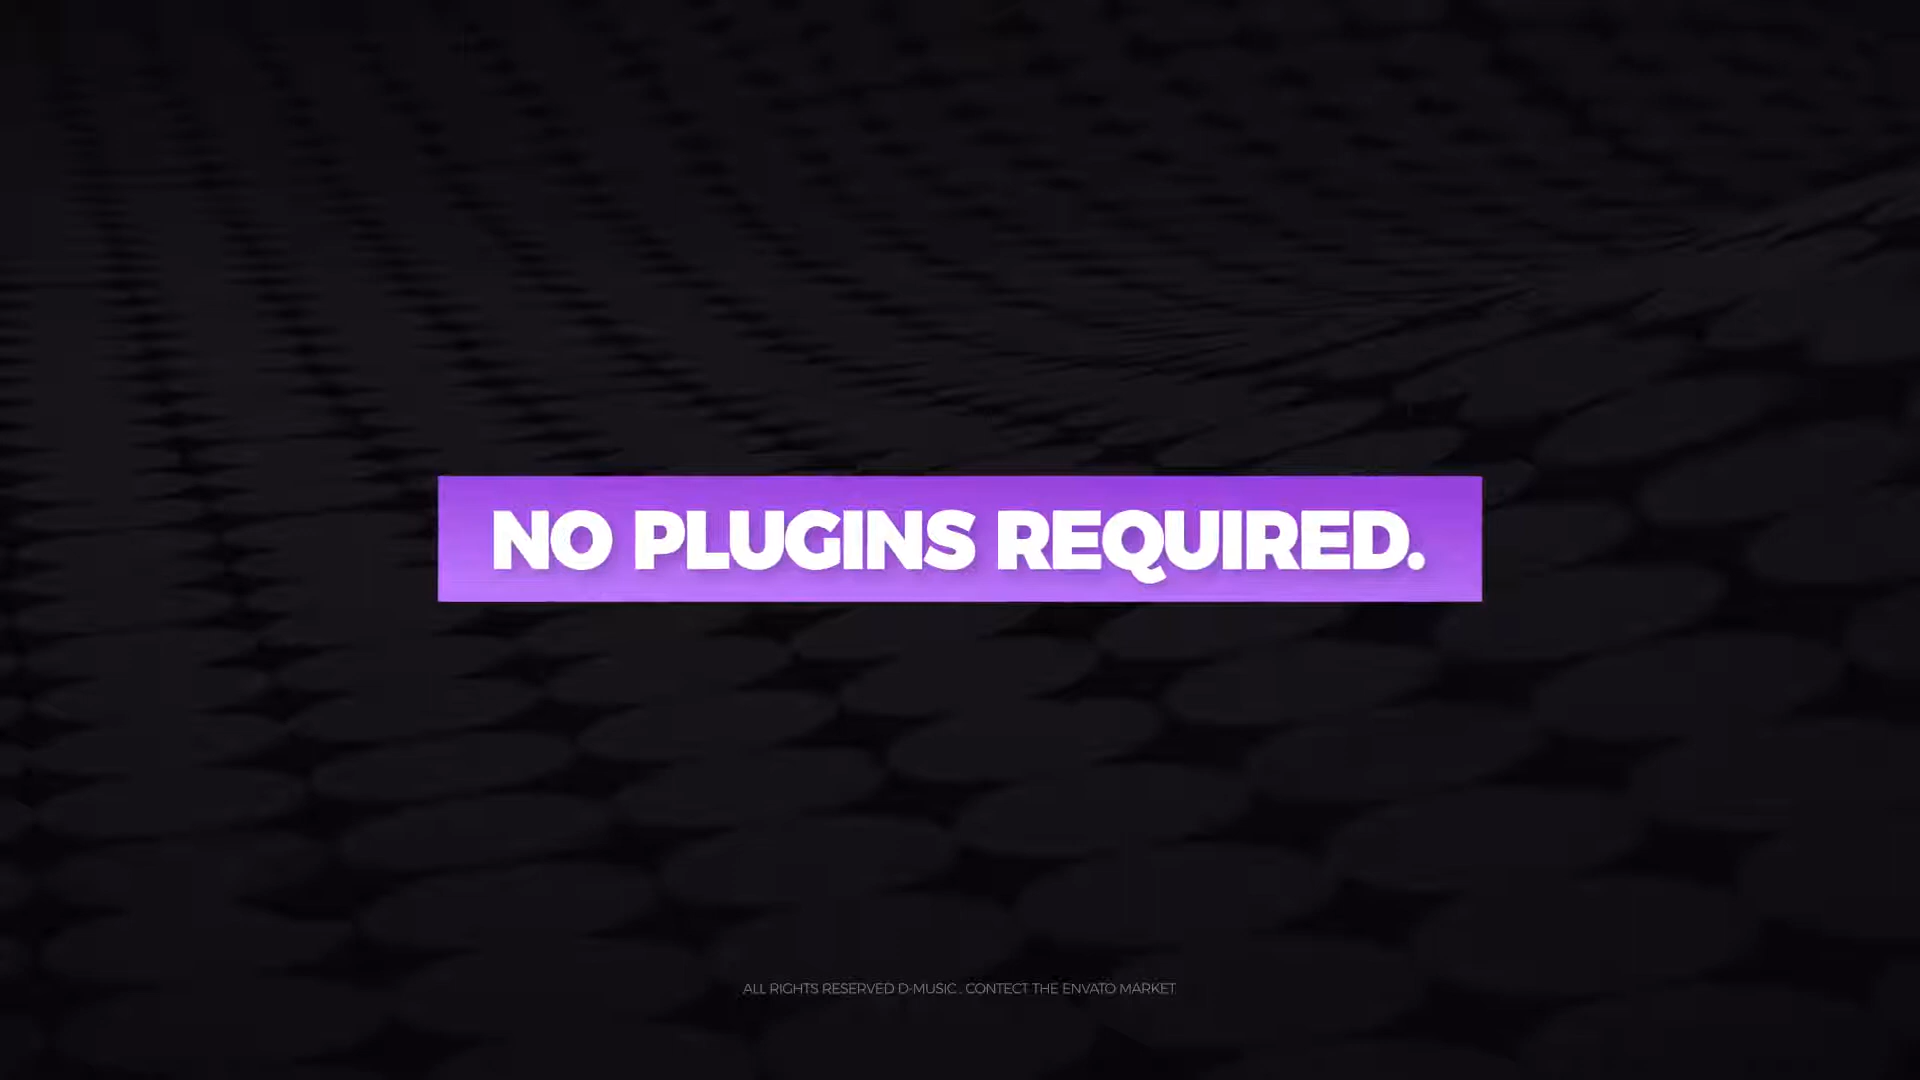 NO PLUGINS REQUIRED.
ALL RIGHTS RESERVED D-MUSIC . CONTECT THE ENVATO MARKET